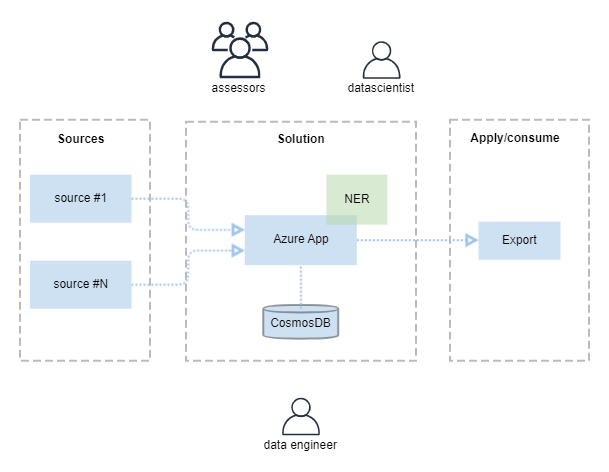 assessors
datascientist
Sources
Solution
Apply/consume
source #1
NER
Azure App
Export
source #N
CosmosDB
data engineer